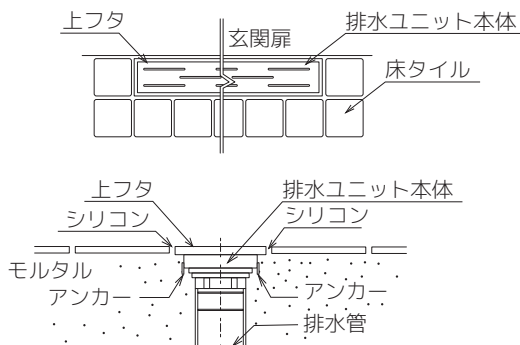 上フタ
玄関扉
排水ユニット本体
床タイル
上フタ
排水ユニット本体
シリコン
シリコン
モルタル
アンカー
アンカー
排水管